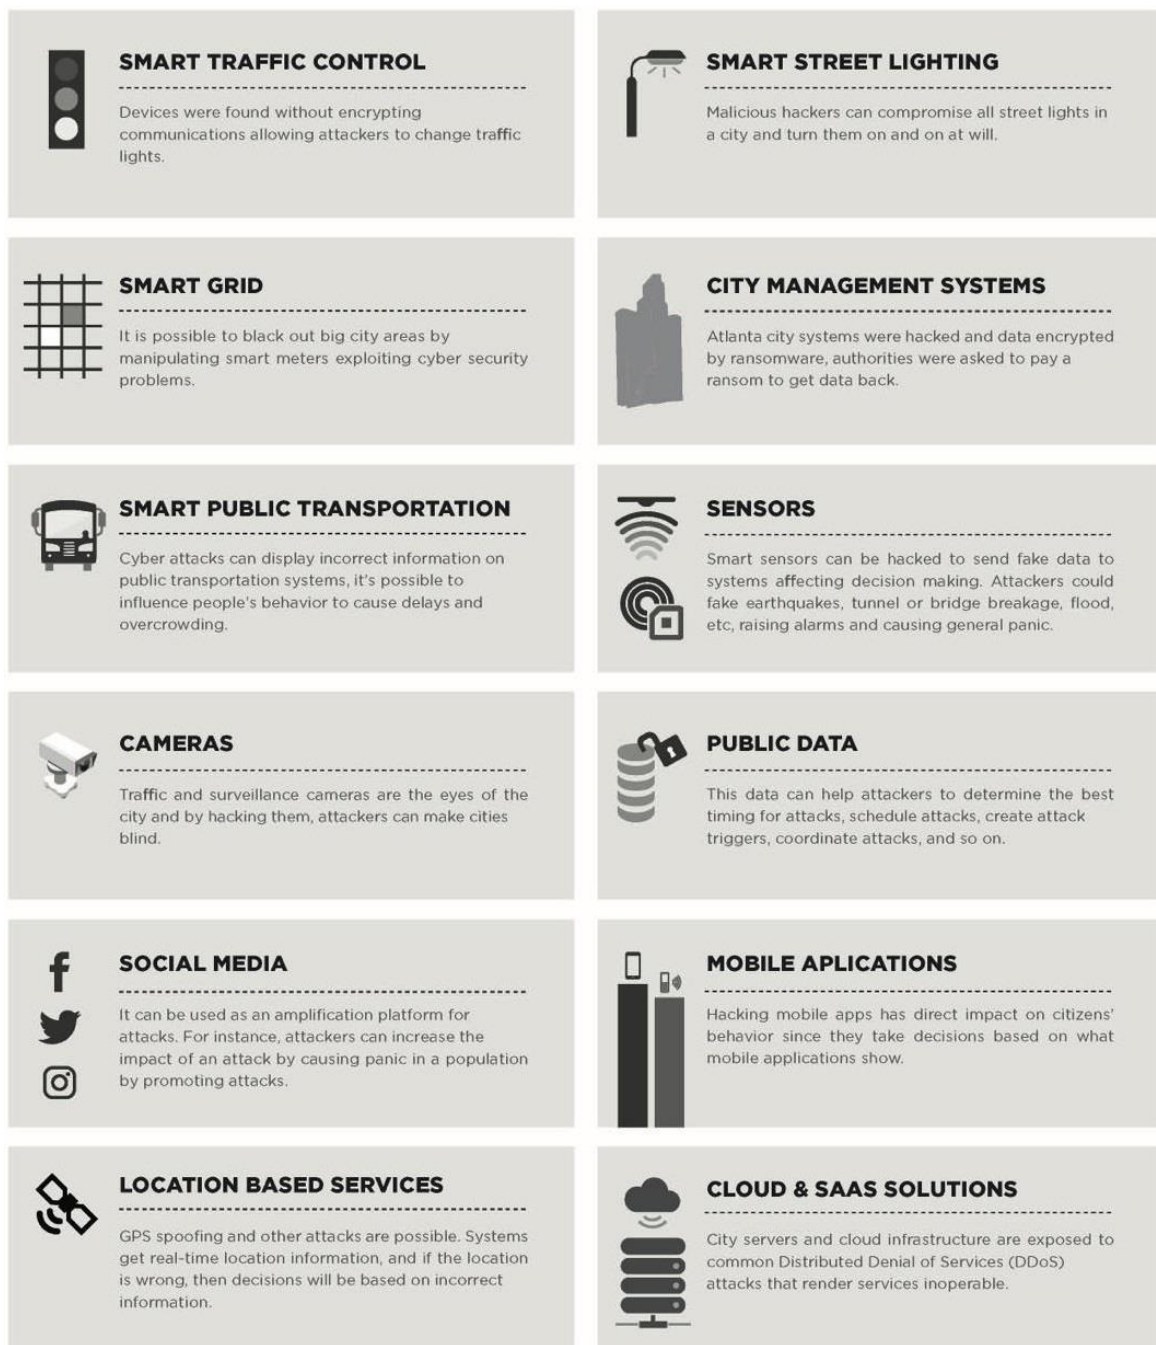 SMART TRAFFIC CONTROL
Devices were found without encrypting
communications allowing attackers to change traffic
lights.
SMART STREET LIGHTING
Malicious hackers can compromise all street lights in
a city and turn them on and on at will.
SMART GRID
It is possible to black out big city areas by
manipulating smart meters exploiting cyber security
problems.
CITY MANAGEMENT SYSTEMS
Atlanta city systems were hacked and data encrypted
by ransomware, authorities were asked to pay a
ransom to get data back.
SMART PUBLIC TRANSPORTATION
Cyber attacks can display incorrect information on
public transportation systems, it's possible to
influence people's behavior to cause delays and
overcrowding.
SENSORS
Smart sensors can be hacked to send fake data to
systems affecting decision making. Attackers could
fake earthquakes, tunnel or bridge breakage, flood,
etc, raising alarms and causing general panic.
CAMERAS
Traffic and surveillance cameras are the eyes of the
city and by hacking them, attackers can make cities
blind.
PUBLIC DATA
This data can help attackers to determine the best
timing for attacks, schedule attacks, create attack
triggers, coordinate attacks, and so on.
SOCIAL MEDIA
It can be used as an amplification platform for
attacks. For instance, attackers can increase the
impact of an attack by causing panic in a population
by promoting attacks.
MOBILE APLICATIONS
Hacking mobile apps has direct impact on citizens'
behavior since they take decisions based on what
mobile applications show.
LOCATION BASED SERVICES
GPS spoofing and other attacks are possible. Systems
get real-time location information, and if the location
is wrong, then decisions will be based on incorrect
information.
CLOUD & SAAS SOLUTIONS
City servers and cloud infrastructure are exposed to
common Distributed Denial of Services (DDoS)
attacks that render services inoperable.